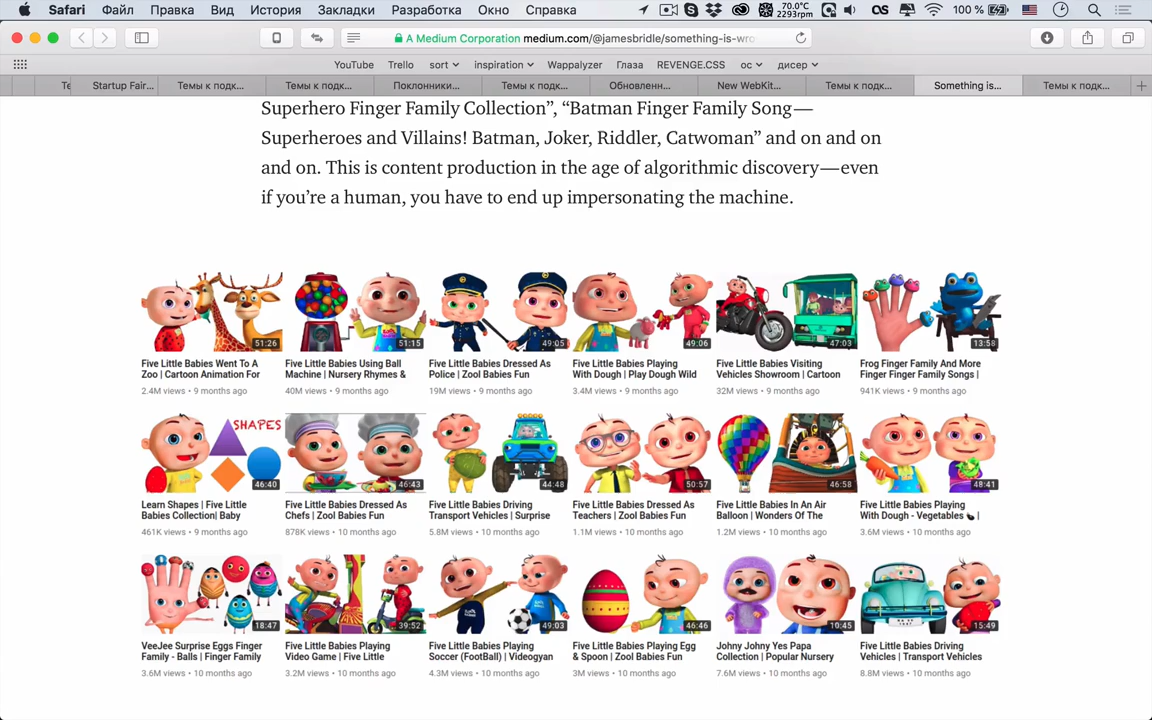 Safari Файл Правка Вид История Закладки Разработка Окно Справка 70.0°C 2293rpm 100 %
A Medium Corporation medium.com/@jamesbridle/something-is-wro
YouTube Trello sort inspiration Wappalyzer Глаза REVENGE.CSS ос дисер
Те Startup Fair... Темы к подк... Темы к подк... Поклонники... Темы к подк... Обновленн... New WebKit... Темы к подк... Something is... Темы к подк...
Superhero Finger Family Collection”, “Batman Finger Family Song—
Superheroes and Villains! Batman, Joker, Riddler, Catwoman” and on and on
and on. This is content production in the age of algorithmic discovery—even
if you’re a human, you have to end up impersonating the machine.
51:26 51:15 49:05 49:06 47:03 13:58
Five Little Babies Went To A Five Little Babies Using Ball Five Little Babies Dressed As Five Little Babies Playing Five Little Babies Visiting Frog Finger Family And More
Zoo | Cartoon Animation For Machine | Nursery Rhymes & Police | Zool Babies Fun With Dough | Play Dough Wild Vehicles Showroom | Cartoon Finger Family Songs |
2.4M views • 9 months ago 40M views • 9 months ago 19M views • 9 months ago 3.4M views • 9 months ago 32M views • 9 months ago 941K views • 9 months ago
SHAPES
46:40 46:43 44:48 50:57 46:58 48:41
Learn Shapes | Five Little Five Little Babies Dressed As Five Little Babies Driving Five Little Babies Dressed As Five Little Babies In An Air Five Little Babies Playing
Babies Collection| Baby Chefs | Zool Babies Fun Transport Vehicles | Surprise Teachers | Zool Babies Fun Balloon | Wonders Of The With Dough - Vegetables |
461K views • 10 months ago 878K views • 10 months ago 5.8M views • 10 months ago 1.1M views • 10 months ago 1.2M views • 10 months ago 3.6M views • 10 months ago
18:47 39:52 49:03 46:46 10:45 15:49
VeeJee Surprise Eggs Finger Five Little Babies Playing Five Little Babies Playing Five Little Babies Playing Egg Johny Johny Yes Papa Five Little Babies Driving
Family - Balls | Finger Family Video Game | Five Little Soccer (FootBall) | Videogyan & Spoon | Zool Babies Fun Collection | Popular Nursery Vehicles | Transport Vehicles
3.6M views • 10 months ago 3.2M views • 10 months ago 4.3M views • 10 months ago 3M views • 10 months ago 7.6M views • 10 months ago 8.8M views • 10 months ago